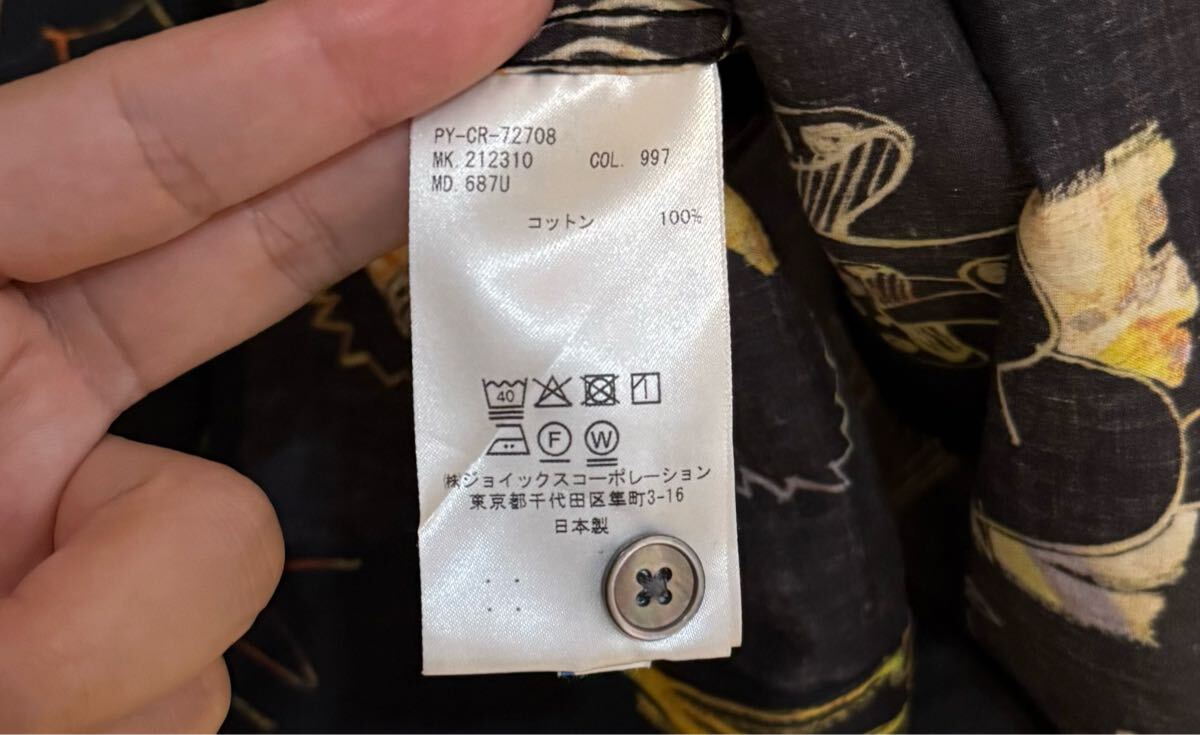 PY-CR-72708
MK. 212310 COL. 997
MD. 687U
コットン 100%
40
F W
㈱ジョイックスコーポレーション
東京都千代田区隼町3-16
日本製